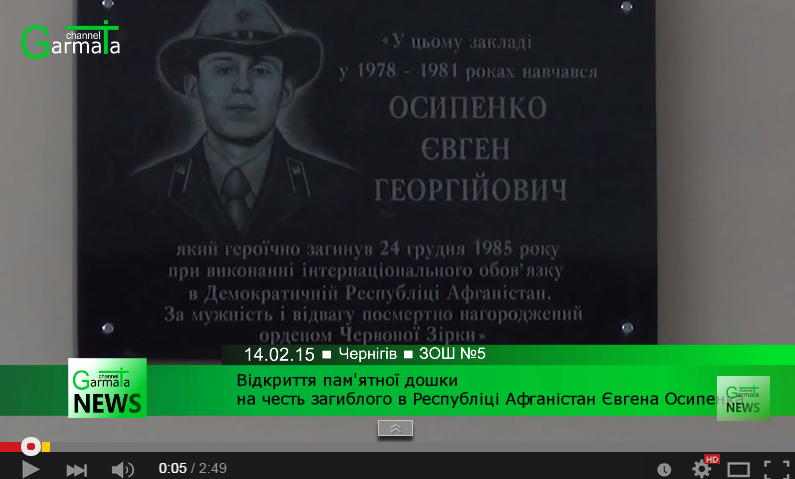 channel
Garmata
«У цьому закладі
у 1978 - 1981 роках навчався
ОСИПЕНКО
ЄВГЕН
ГЕОРГІЙОВИЧ
який героїчно загинув 24 грудня 1985 року
при виконанні інтернаціонального обов'язку
в Демократичній Республіці Афганістан.
За мужність і відвагу посмертно нагороджений
орденом Червоної Зірки»
14.02.15 ■ Чернігів ■ ЗОШ №5
channel
Garmata
NEWS
Відкриття пам'ятної дошки
на честь загиблого в Республіці Афганістан Євгена Осипенка
channel
Garmata
NEWS
0:05 / 2:49
HD